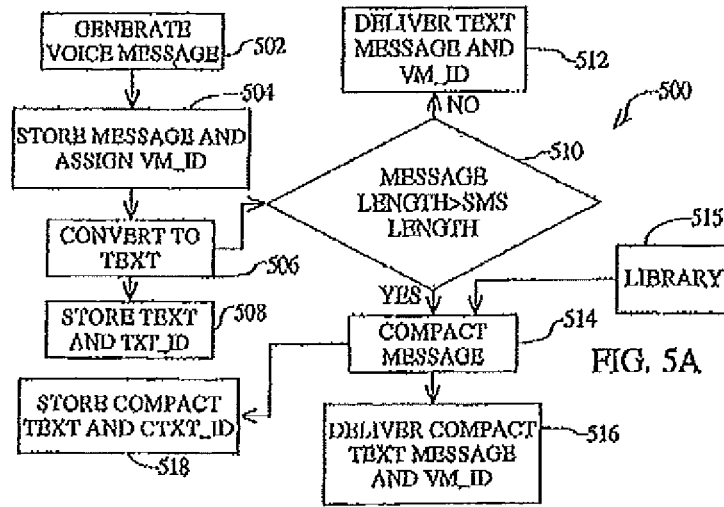 GENERATE
VOICE MESSAGE
502
504
STORE MESSAGE AND
ASSIGN VM_ID
CONVERT TO
TEXT
506
STORE TEXT
AND TXT_ID
508
DELIVER TEXT
MESSAGE AND
VM_ID
512
NO
500
510
MESSAGE
LENGTH>SMS
LENGTH
YES
515
LIBRARY
COMPACT
MESSAGE
514
FIG. 5A
STORE COMPACT
TEXT AND CTXT_ID
518
DELIVER COMPACT
TEXT MESSAGE
AND VM_ID
516